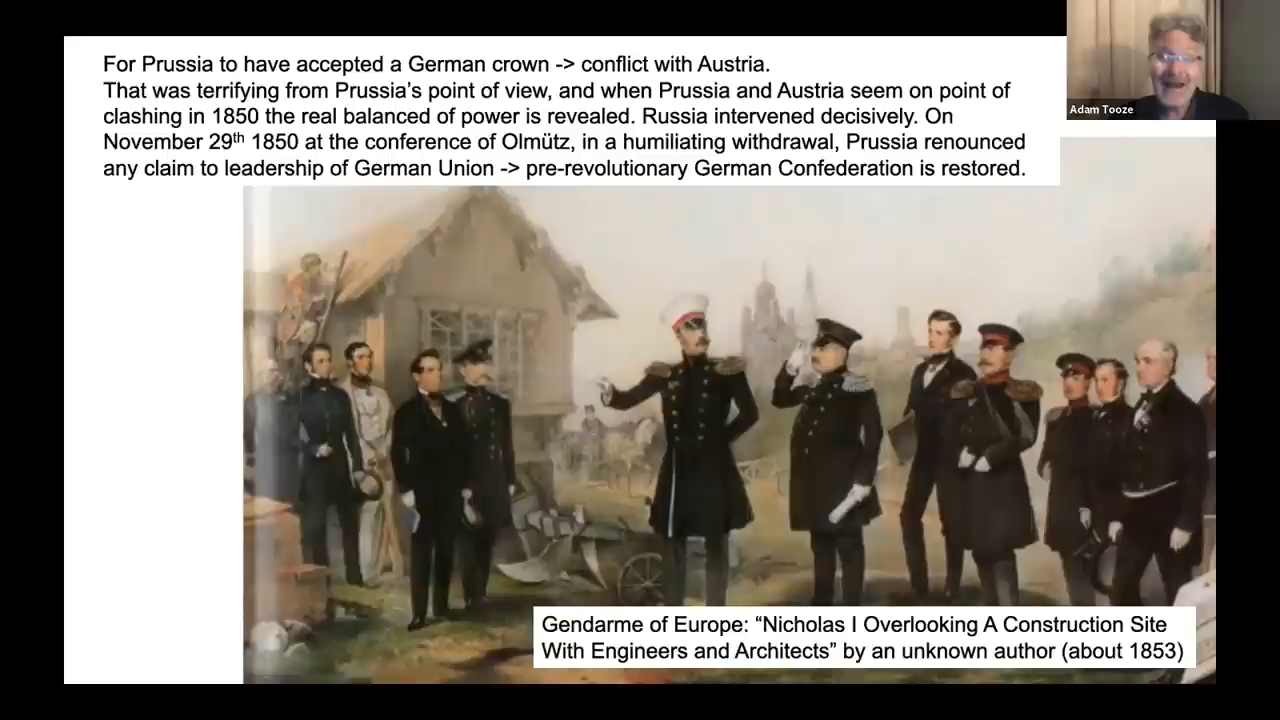 For Prussia to have accepted a German crown -> conflict with Austria.
That was terrifying from Prussia's point of view, and when Prussia and Austria seem on point of
clashing in 1850 the real balanced of power is revealed. Russia intervened decisively. On
November 29th 1850 at the conference of Olmütz, in a humiliating withdrawal, Prussia renounced
any claim to leadership of German Union -> pre-revolutionary German Confederation is restored.
Adam Tooze
Gendarme of Europe: “Nicholas I Overlooking A Construction Site
With Engineers and Architects” by an unknown author (about 1853)